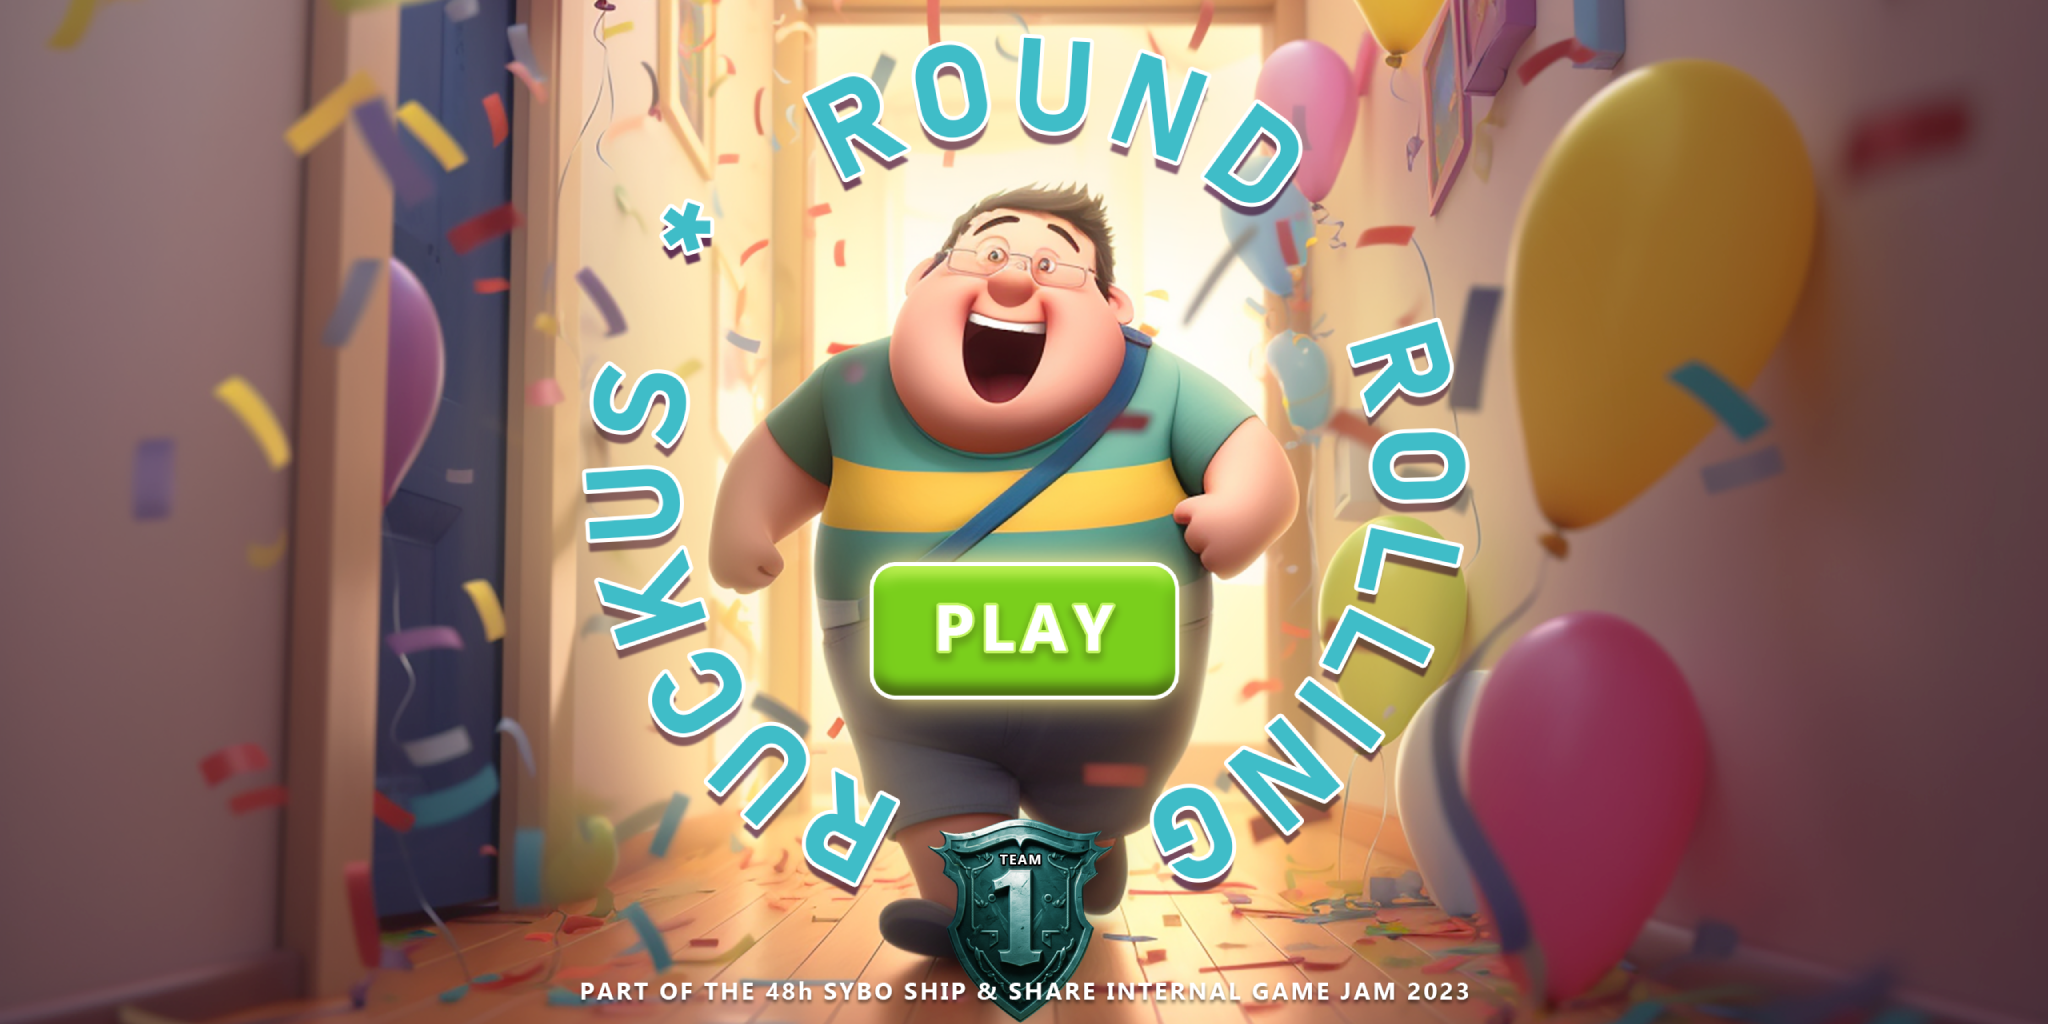 * ROUND ROLLING RUCKUS
PLAY
TEAM
1
PART OF THE 48h SYBO SHIP & SHARE INTERNAL GAME JAM 2023